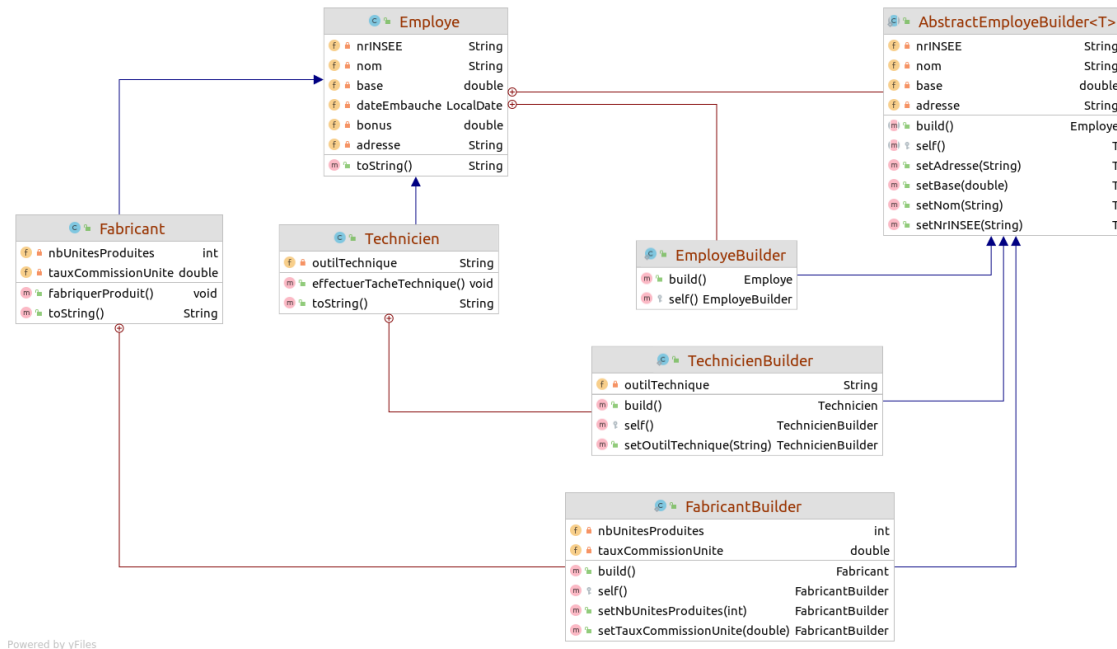 Employe
nrINSEE String
nom String
base double
dateEmbauche LocalDate
bonus double
adresse String
toString() String
AbstractEmployeBuilder<T>
nrINSEE String
nom String
base double
adresse String
build() Employe
self() T
setAdresse(String) T
setBase(double) T
setNom(String) T
setNrINSEE(String) T
Fabricant
nbUnitesProduites int
tauxCommissionUnite double
fabriquerProduit() void
toString() String
Technicien
outilTechnique String
effectuerTacheTechnique() void
toString() String
EmployeBuilder
build() Employe
self() EmployeBuilder
TechnicienBuilder
outilTechnique String
build() Technicien
self() TechnicienBuilder
setOutilTechnique(String) TechnicienBuilder
FabricantBuilder
nbUnitesProduites int
tauxCommissionUnite double
build() Fabricant
self() FabricantBuilder
setNbUnitesProduites(int) FabricantBuilder
setTauxCommissionUnite(double) FabricantBuilder
Powered by yFiles